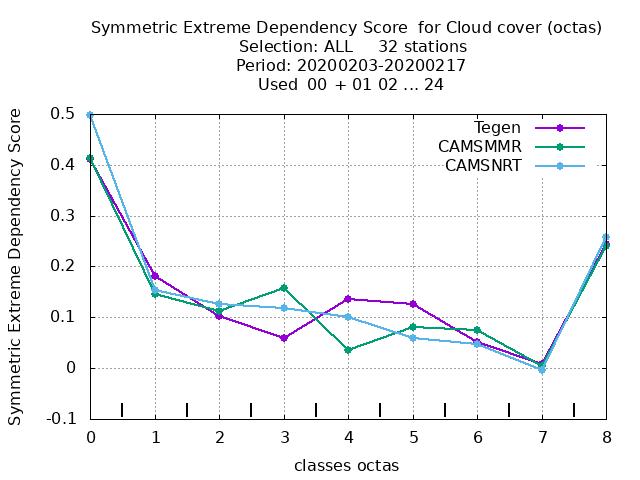 Symmetric Extreme Dependency Score  for Cloud cover (octas)
Selection: ALL     32 stations
Period: 20200203-20200217
Used  00  + 01 02 ... 24
Symmetric Extreme Dependency Score
0.5
0.4
0.3
0.2
0.1
0
-0.1
Tegen
CAMSMMR
CAMSNRT
0 1 2 3 4 5 6 7 8
classes octas